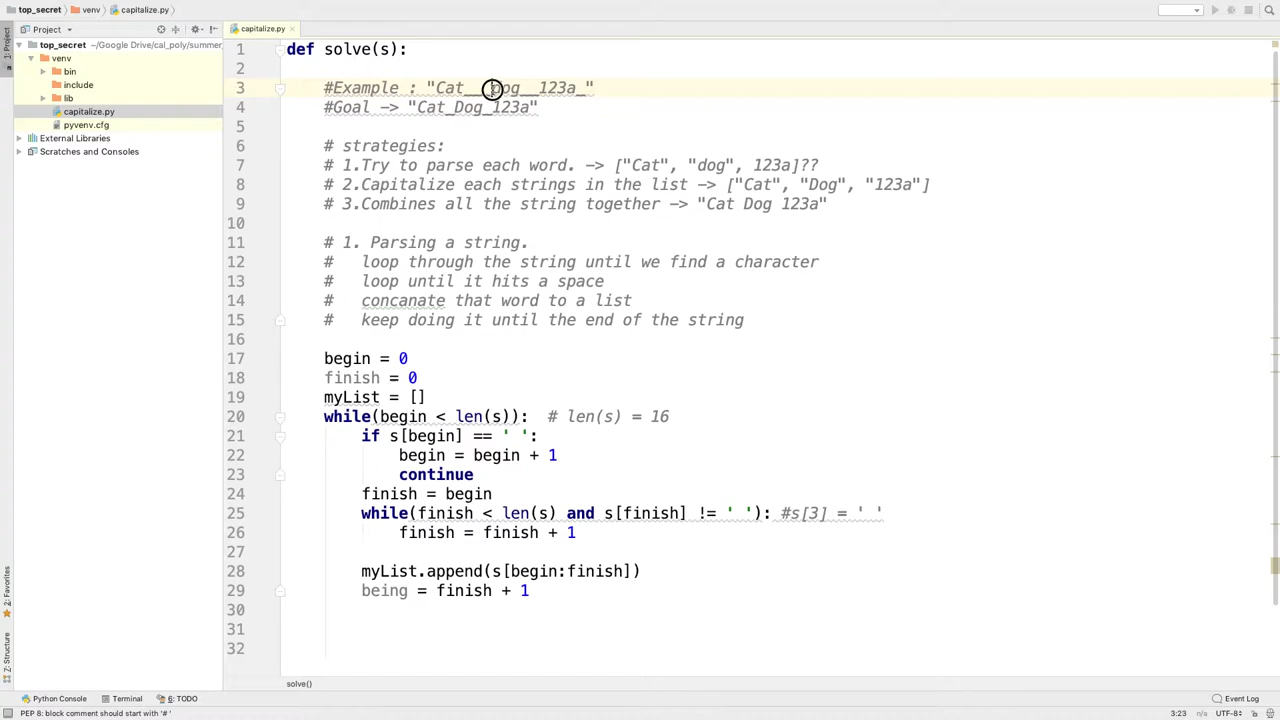 top_secret venv capitalize.py
Project
capitalize.py
1: Project
top_secret ~/Google Drive/cal_poly/summer
venv
bin
include
lib
capitalize.py
pyvenv.cfg
External Libraries
Scratches and Consoles
1 def solve(s):
2
3 #Example : "Cat__dog__123a_"
4 #Goal -> "Cat_Dog_123a"
5
6 # strategies:
7 # 1.Try to parse each word. -> ["Cat", "dog", 123a]??
8 # 2.Capitalize each strings in the list -> ["Cat", "Dog", "123a"]
9 # 3.Combines all the string together -> "Cat Dog 123a"
10
11 # 1. Parsing a string.
12 #   loop through the string until we find a character
13 #   loop until it hits a space
14 #   concanate that word to a list
15 #   keep doing it until the end of the string
16
17 begin = 0
18 finish = 0
19 myList = []
20 while(begin < len(s)):  # len(s) = 16
21 if s[begin] == ' ':
22 begin = begin + 1
23 continue
24 finish = begin
25 while(finish < len(s) and s[finish] != ' '): #s[3] = ' '
26 finish = finish + 1
27
28 myList.append(s[begin:finish])
29 being = finish + 1
30
31
32
2: Favorites
7: Structure
solve()
Python Console Terminal 6: TODO Event Log
PEP 8: block comment should start with '# ' 3:23 n/a UTF-8